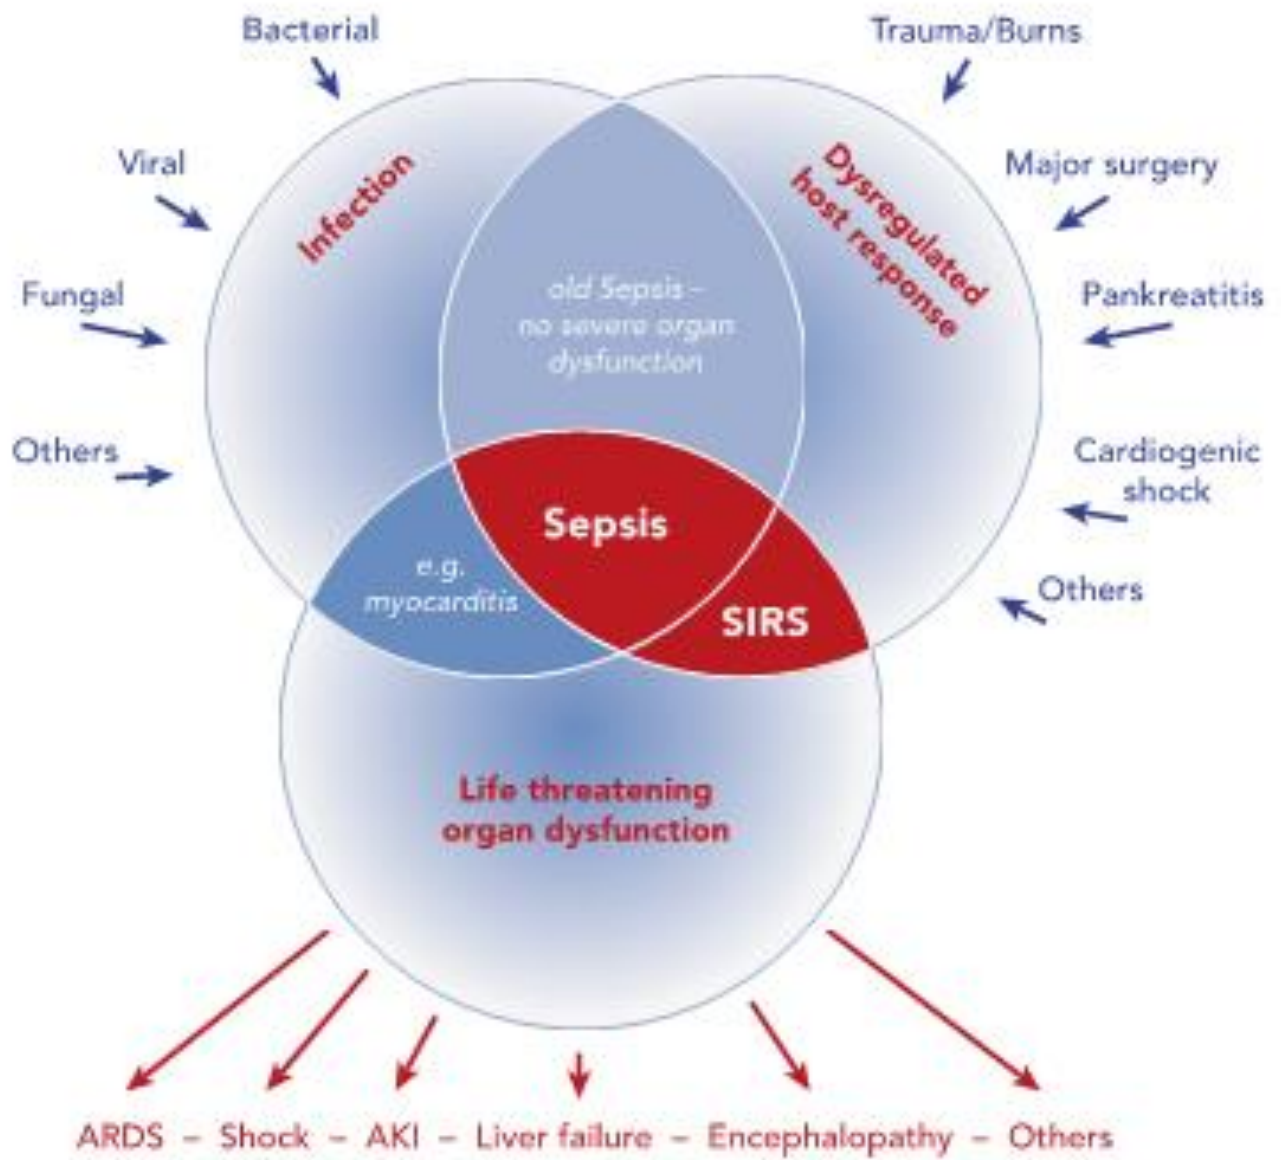 Bacterial
Trauma/Burns
Viral
Major surgery
Infection
Dysregulated
host response
Fungal
Pankreatitis
old Sepsis –
no severe organ
dysfunction
Others
Cardiogenic
shock
Sepsis
e.g.
myocarditis
Others
SIRS
Life threatening
organ dysfunction
ARDS – Shock – AKI – Liver failure – Encephalopathy – Others